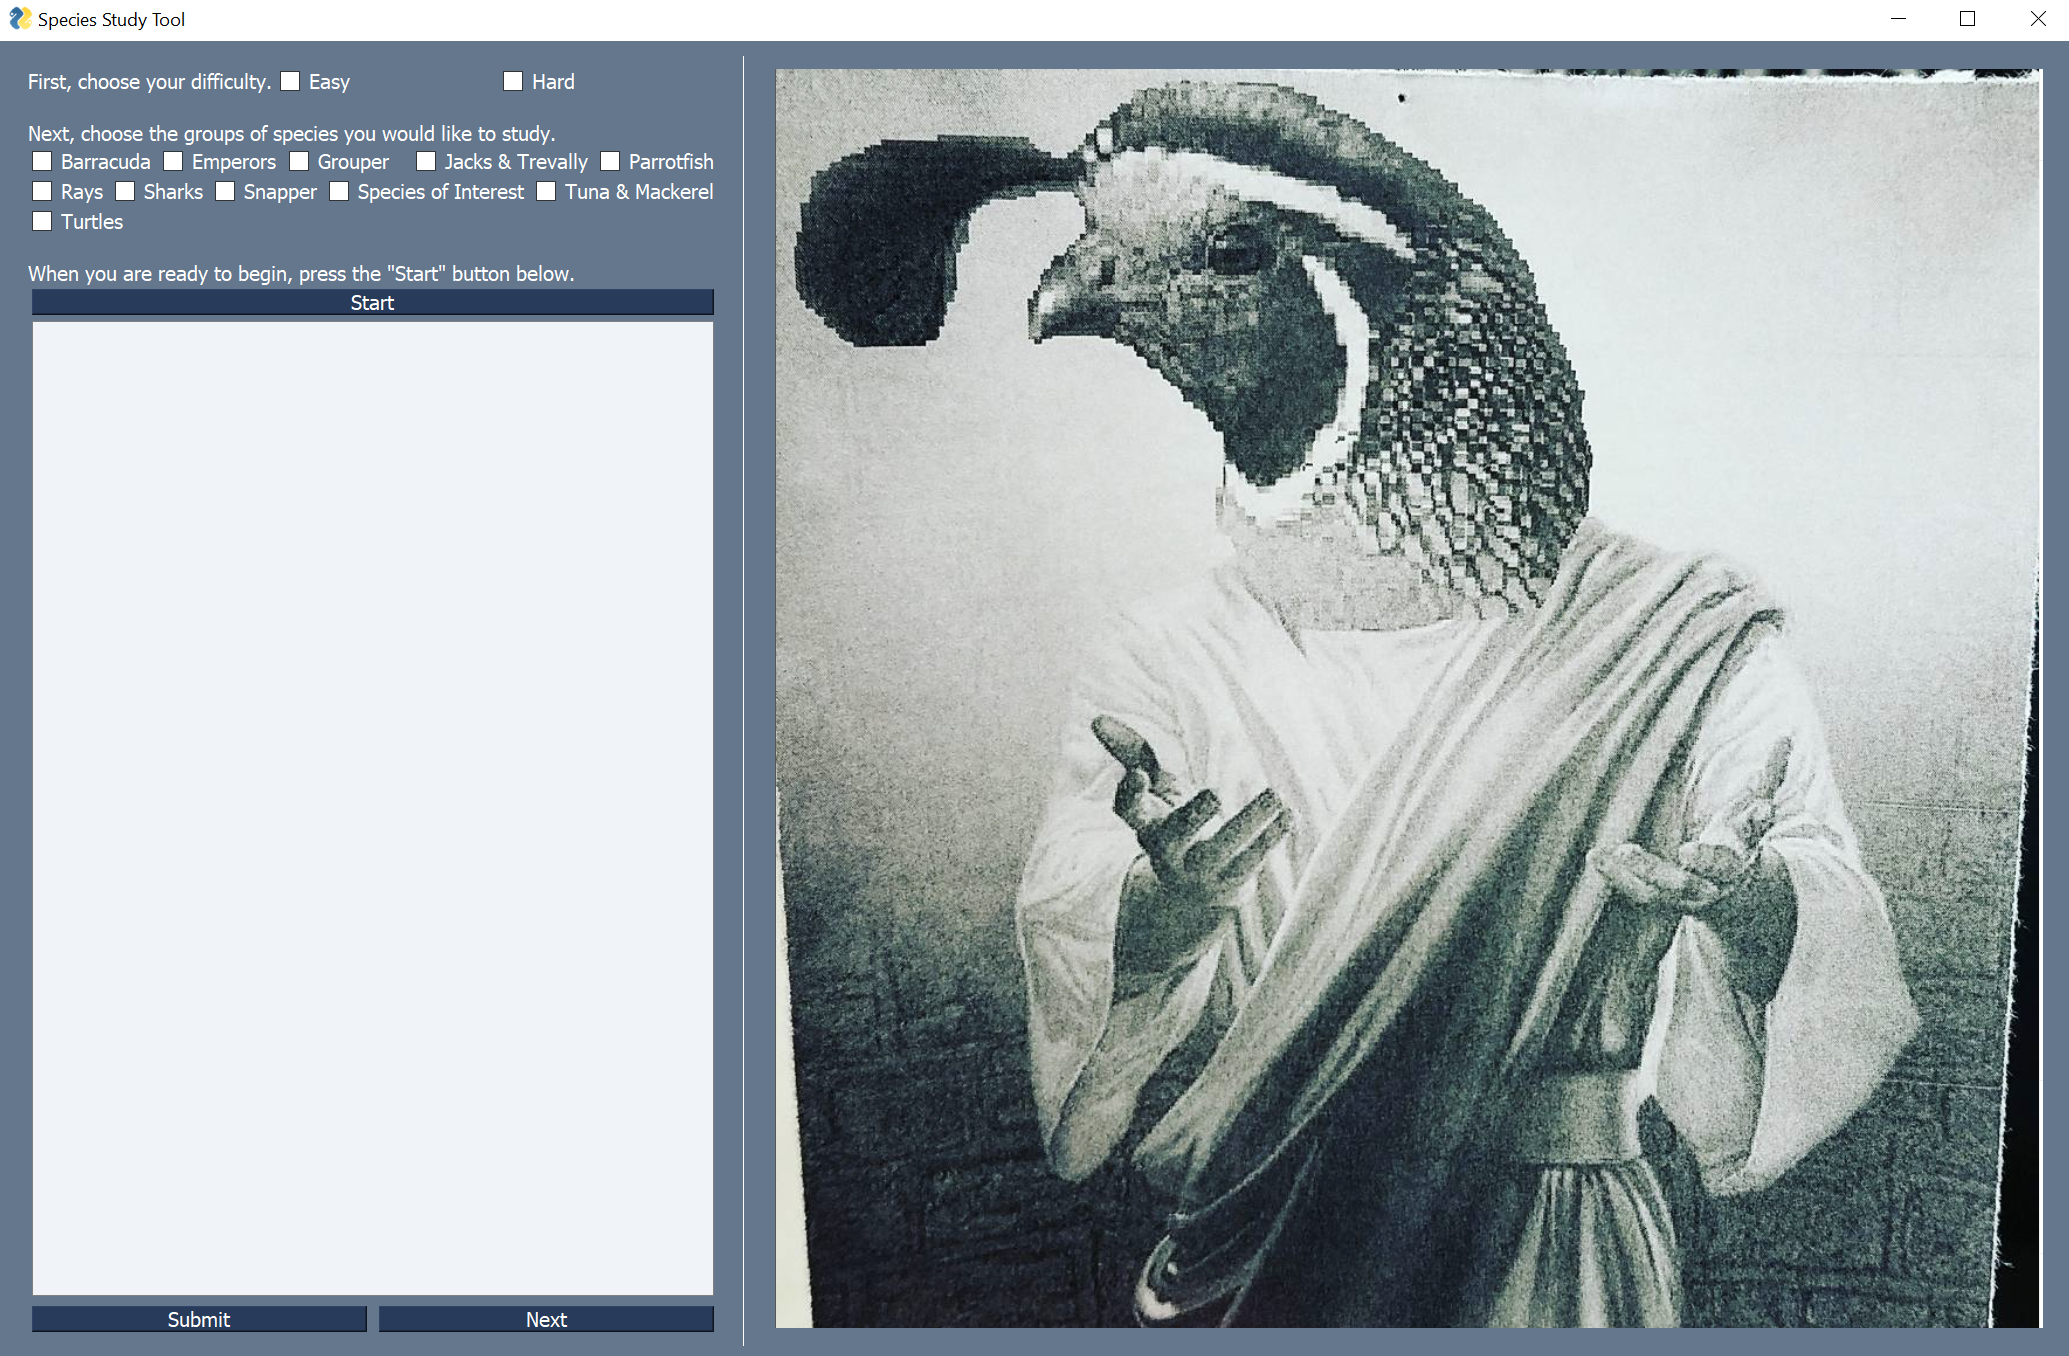 Species Study Tool
First, choose your difficulty. Easy Hard
Next, choose the groups of species you would like to study.
Barracuda Emperors Grouper Jacks & Trevally Parrotfish
Rays Sharks Snapper Species of Interest Tuna & Mackerel
Turtles
When you are ready to begin, press the "Start" button below.
Start
Submit Next